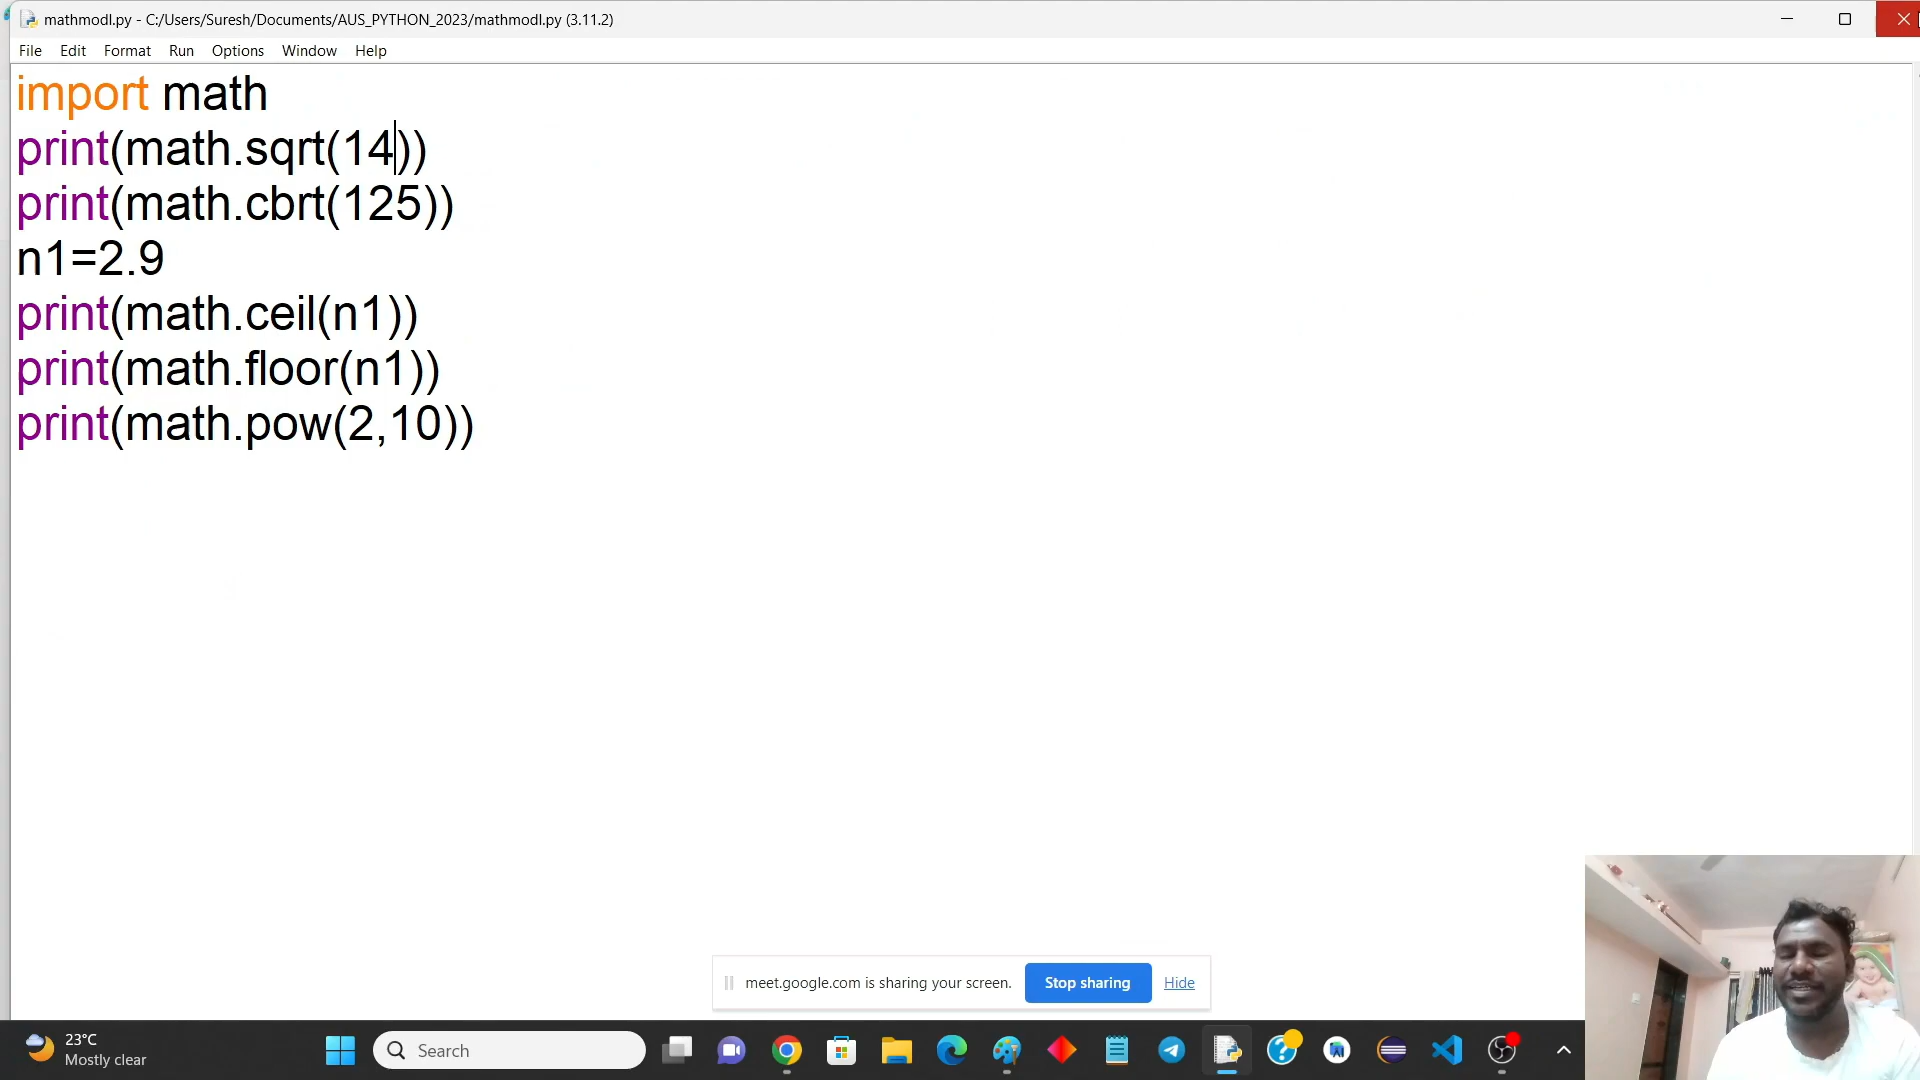 mathmodl.py - C:/Users/Suresh/Documents/AUS_PYTHON_2023/mathmodl.py (3.11.2)
File Edit Format Run Options Window Help
import math
print(math.sqrt(14))
print(math.cbrt(125))
n1=2.9
print(math.ceil(n1))
print(math.floor(n1))
print(math.pow(2,10))
meet.google.com is sharing your screen. Stop sharing Hide
23°C
Mostly clear
Search